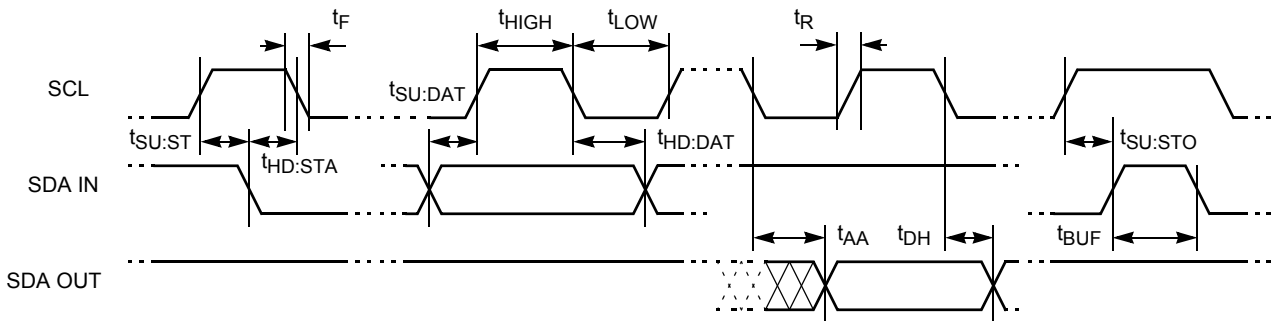 tF
tHIGH
tLOW
tR
SCL
tSU:DAT
tSU:ST
tHD:STA
tHD:DAT
tSU:STO
SDA IN
tAA
tDH
tBUF
SDA OUT